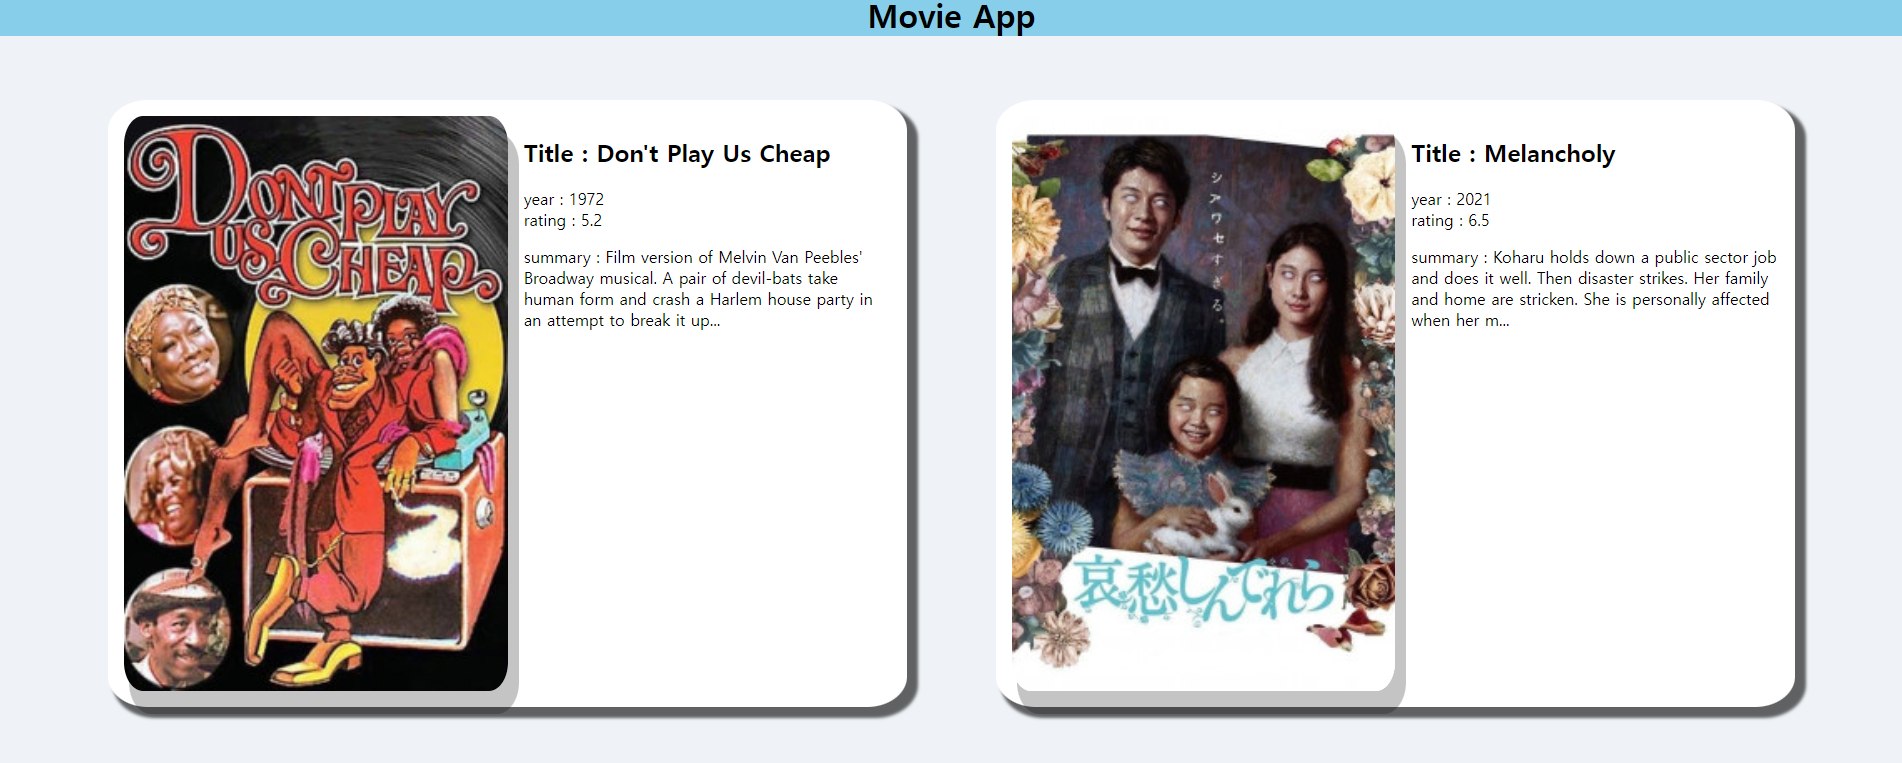 Movie App
DON'T PLAY
US CHEAP
Title : Don't Play Us Cheap
year : 1972
rating : 5.2
summary : Film version of Melvin Van Peebles'
Broadway musical. A pair of devil-bats take
human form and crash a Harlem house party in
an attempt to break it up...
シアワセすぎる。
哀愁しんでれら
Title : Melancholy
year : 2021
rating : 6.5
summary : Koharu holds down a public sector job
and does it well. Then disaster strikes. Her family
and home are stricken. She is personally affected
when her m...